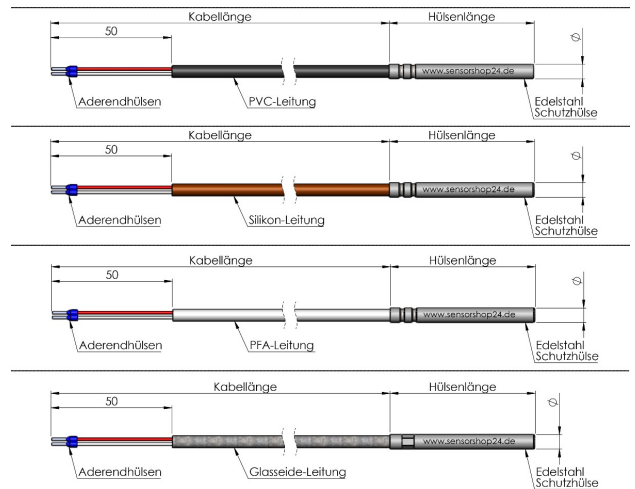 Kabellänge Hülsenlänge
50 Ø
www.sensorshop24.de
Aderendhülsen PVC-Leitung Edelstahl
Schutzhülse
Kabellänge Hülsenlänge
50 Ø
www.sensorshop24.de
Aderendhülsen Silikon-Leitung Edelstahl
Schutzhülse
Kabellänge Hülsenlänge
50 Ø
www.sensorshop24.de
Aderendhülsen PFA-Leitung Edelstahl
Schutzhülse
Kabellänge Hülsenlänge
50 Ø
www.sensorshop24.de
Aderendhülsen Glasseide-Leitung Edelstahl
Schutzhülse